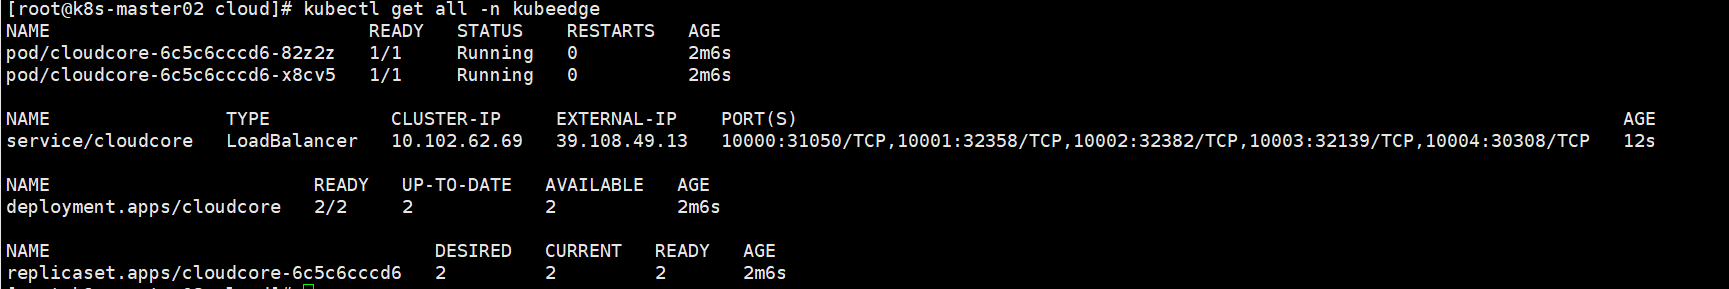 [root@k8s-master02 cloud]# kubectl get all -n kubeedge
NAME                             READY   STATUS    RESTARTS   AGE
pod/cloudcore-6c5c6cccd6-82z2z   1/1     Running   0          2m6s
pod/cloudcore-6c5c6cccd6-x8cv5   1/1     Running   0          2m6s
NAME                TYPE           CLUSTER-IP     EXTERNAL-IP    PORT(S)                                                                           AGE
service/cloudcore   LoadBalancer   10.102.62.69   39.108.49.13   10000:31050/TCP,10001:32358/TCP,10002:32382/TCP,10003:32139/TCP,10004:30308/TCP   12s
NAME                        READY   UP-TO-DATE   AVAILABLE   AGE
deployment.apps/cloudcore   2/2     2            2           2m6s
NAME                                   DESIRED   CURRENT   READY   AGE
replicaset.apps/cloudcore-6c5c6cccd6   2         2         2       2m6s